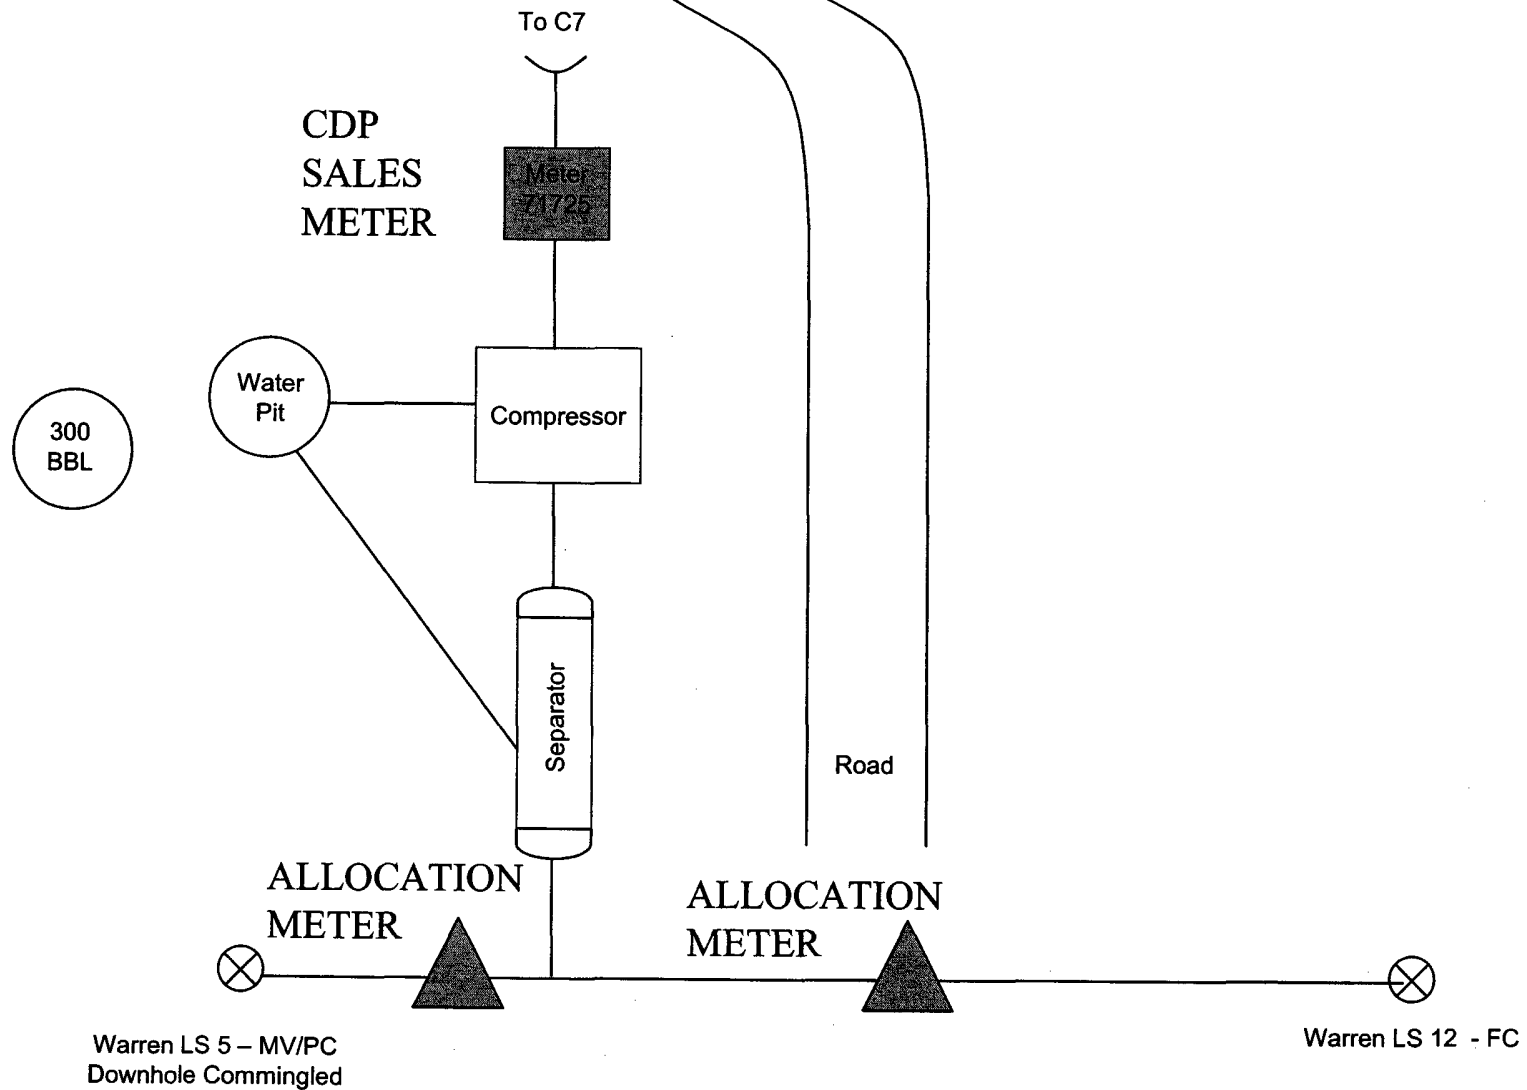 To C7
CDP
SALES
METER
Meter
71725
Water
Pit
300
BBL
Compressor
Separator
Road
ALLOCATION
METER
ALLOCATION
METER
Warren LS 5 – MV/PC
Downhole Commingled
Warren LS 12 - FC